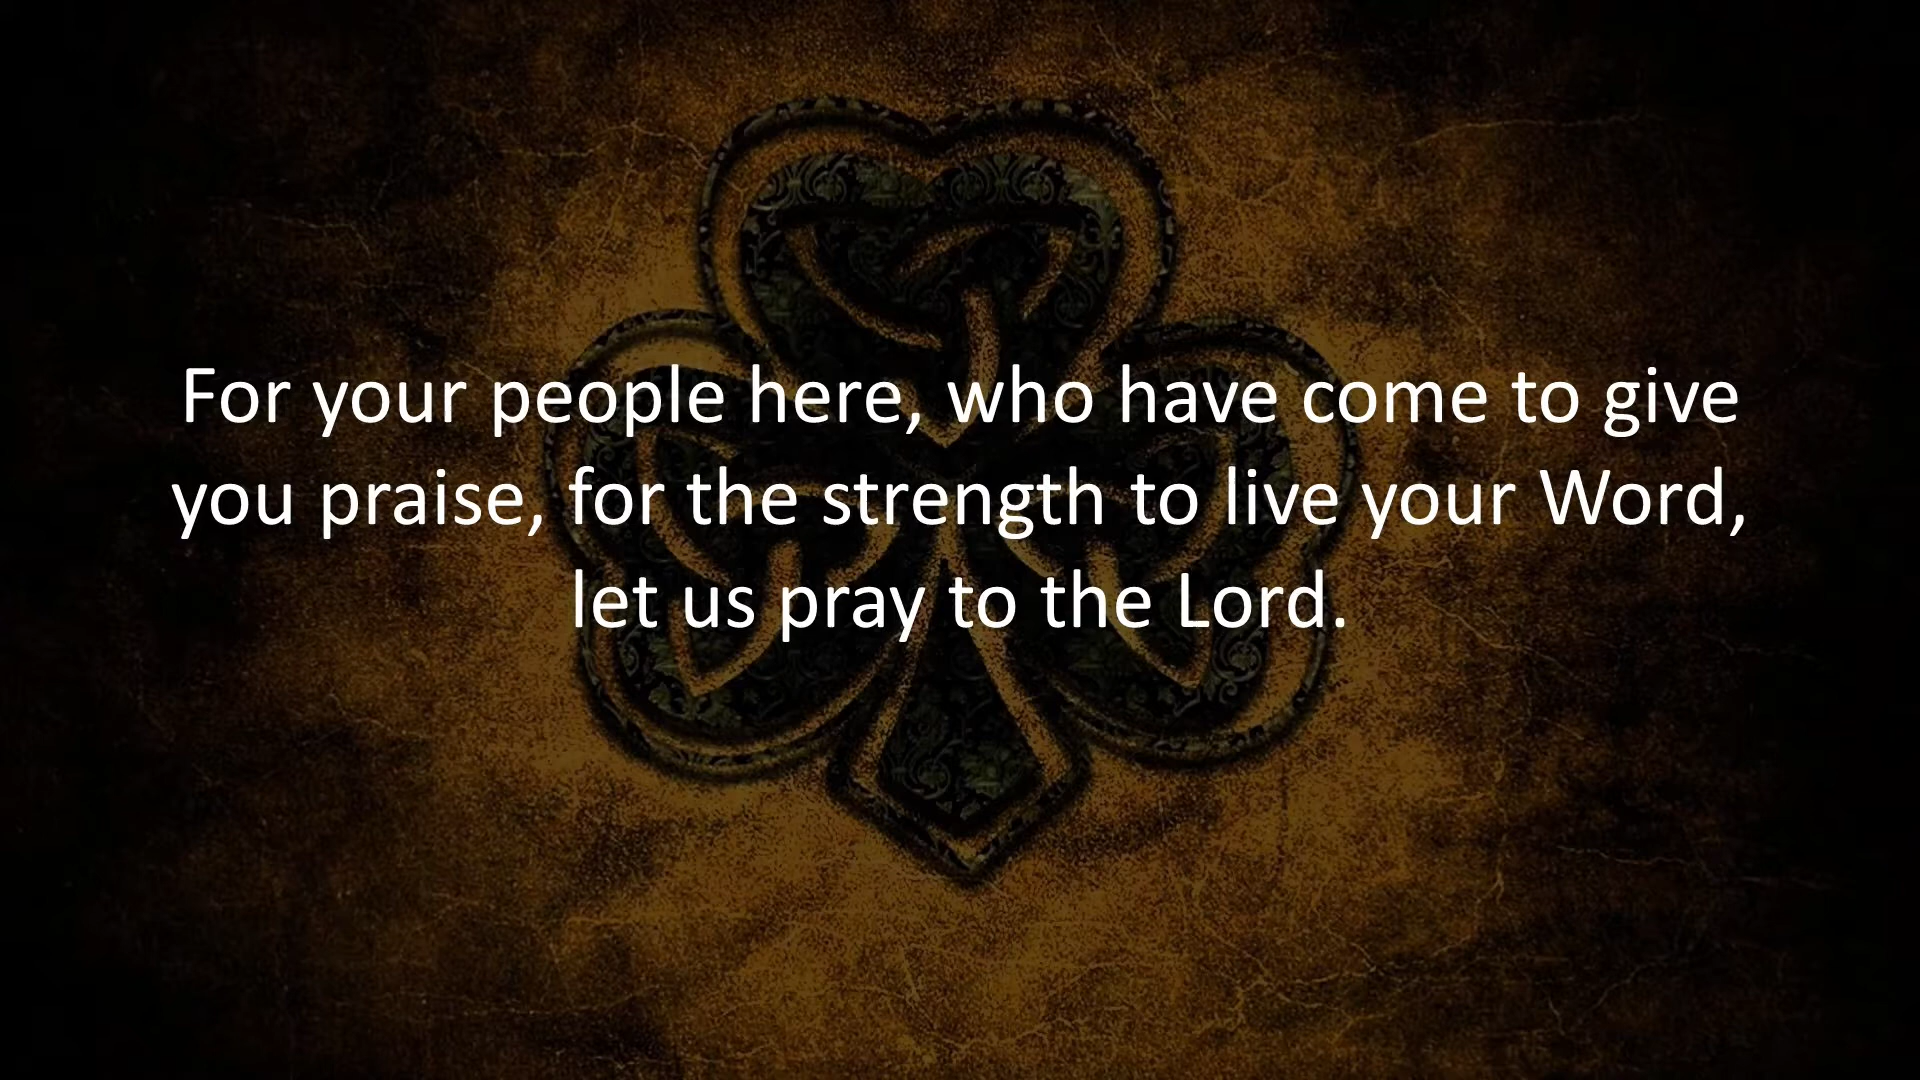 For your people here, who have come to give
you praise, for the strength to live your Word,
let us pray to the Lord.